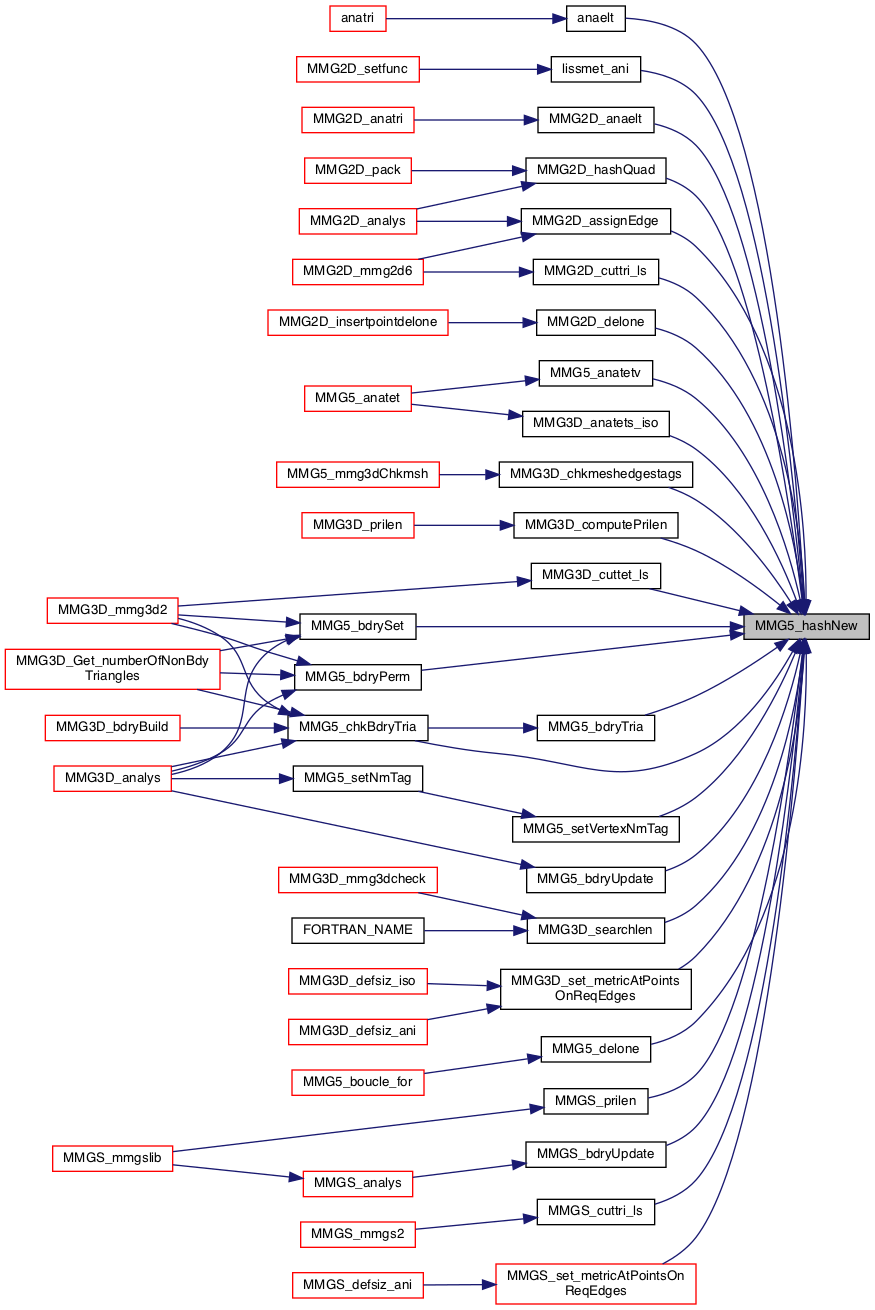 anatri
anaelt
MMG2D_setfunc
lissmet_ani
MMG2D_anatri
MMG2D_anaelt
MMG2D_pack
MMG2D_hashQuad
MMG2D_analys
MMG2D_assignEdge
MMG2D_mmg2d6
MMG2D_cuttri_ls
MMG2D_insertpointdelone
MMG2D_delone
MMG5_anatetv
MMG5_anatet
MMG3D_anatets_iso
MMG5_mmg3dChkmsh
MMG3D_chkmeshedgestags
MMG3D_prilen
MMG3D_computePrilen
MMG3D_cuttet_ls
MMG3D_mmg3d2
MMG5_bdrySet
MMG5_hashNew
MMG3D_Get_numberOfNonBdy
Triangles
MMG5_bdryPerm
MMG3D_bdryBuild
MMG5_chkBdryTria
MMG5_bdryTria
MMG3D_analys
MMG5_setNmTag
MMG5_setVertexNmTag
MMG5_bdryUpdate
MMG3D_mmg3dcheck
FORTRAN_NAME
MMG3D_searchlen
MMG3D_defsiz_iso
MMG3D_set_metricAtPoints
OnReqEdges
MMG3D_defsiz_ani
MMG5_delone
MMG5_boucle_for
MMGS_prilen
MMGS_mmgslib
MMGS_bdryUpdate
MMGS_analys
MMGS_cuttri_ls
MMGS_mmgs2
MMGS_set_metricAtPointsOn
ReqEdges
MMGS_defsiz_ani